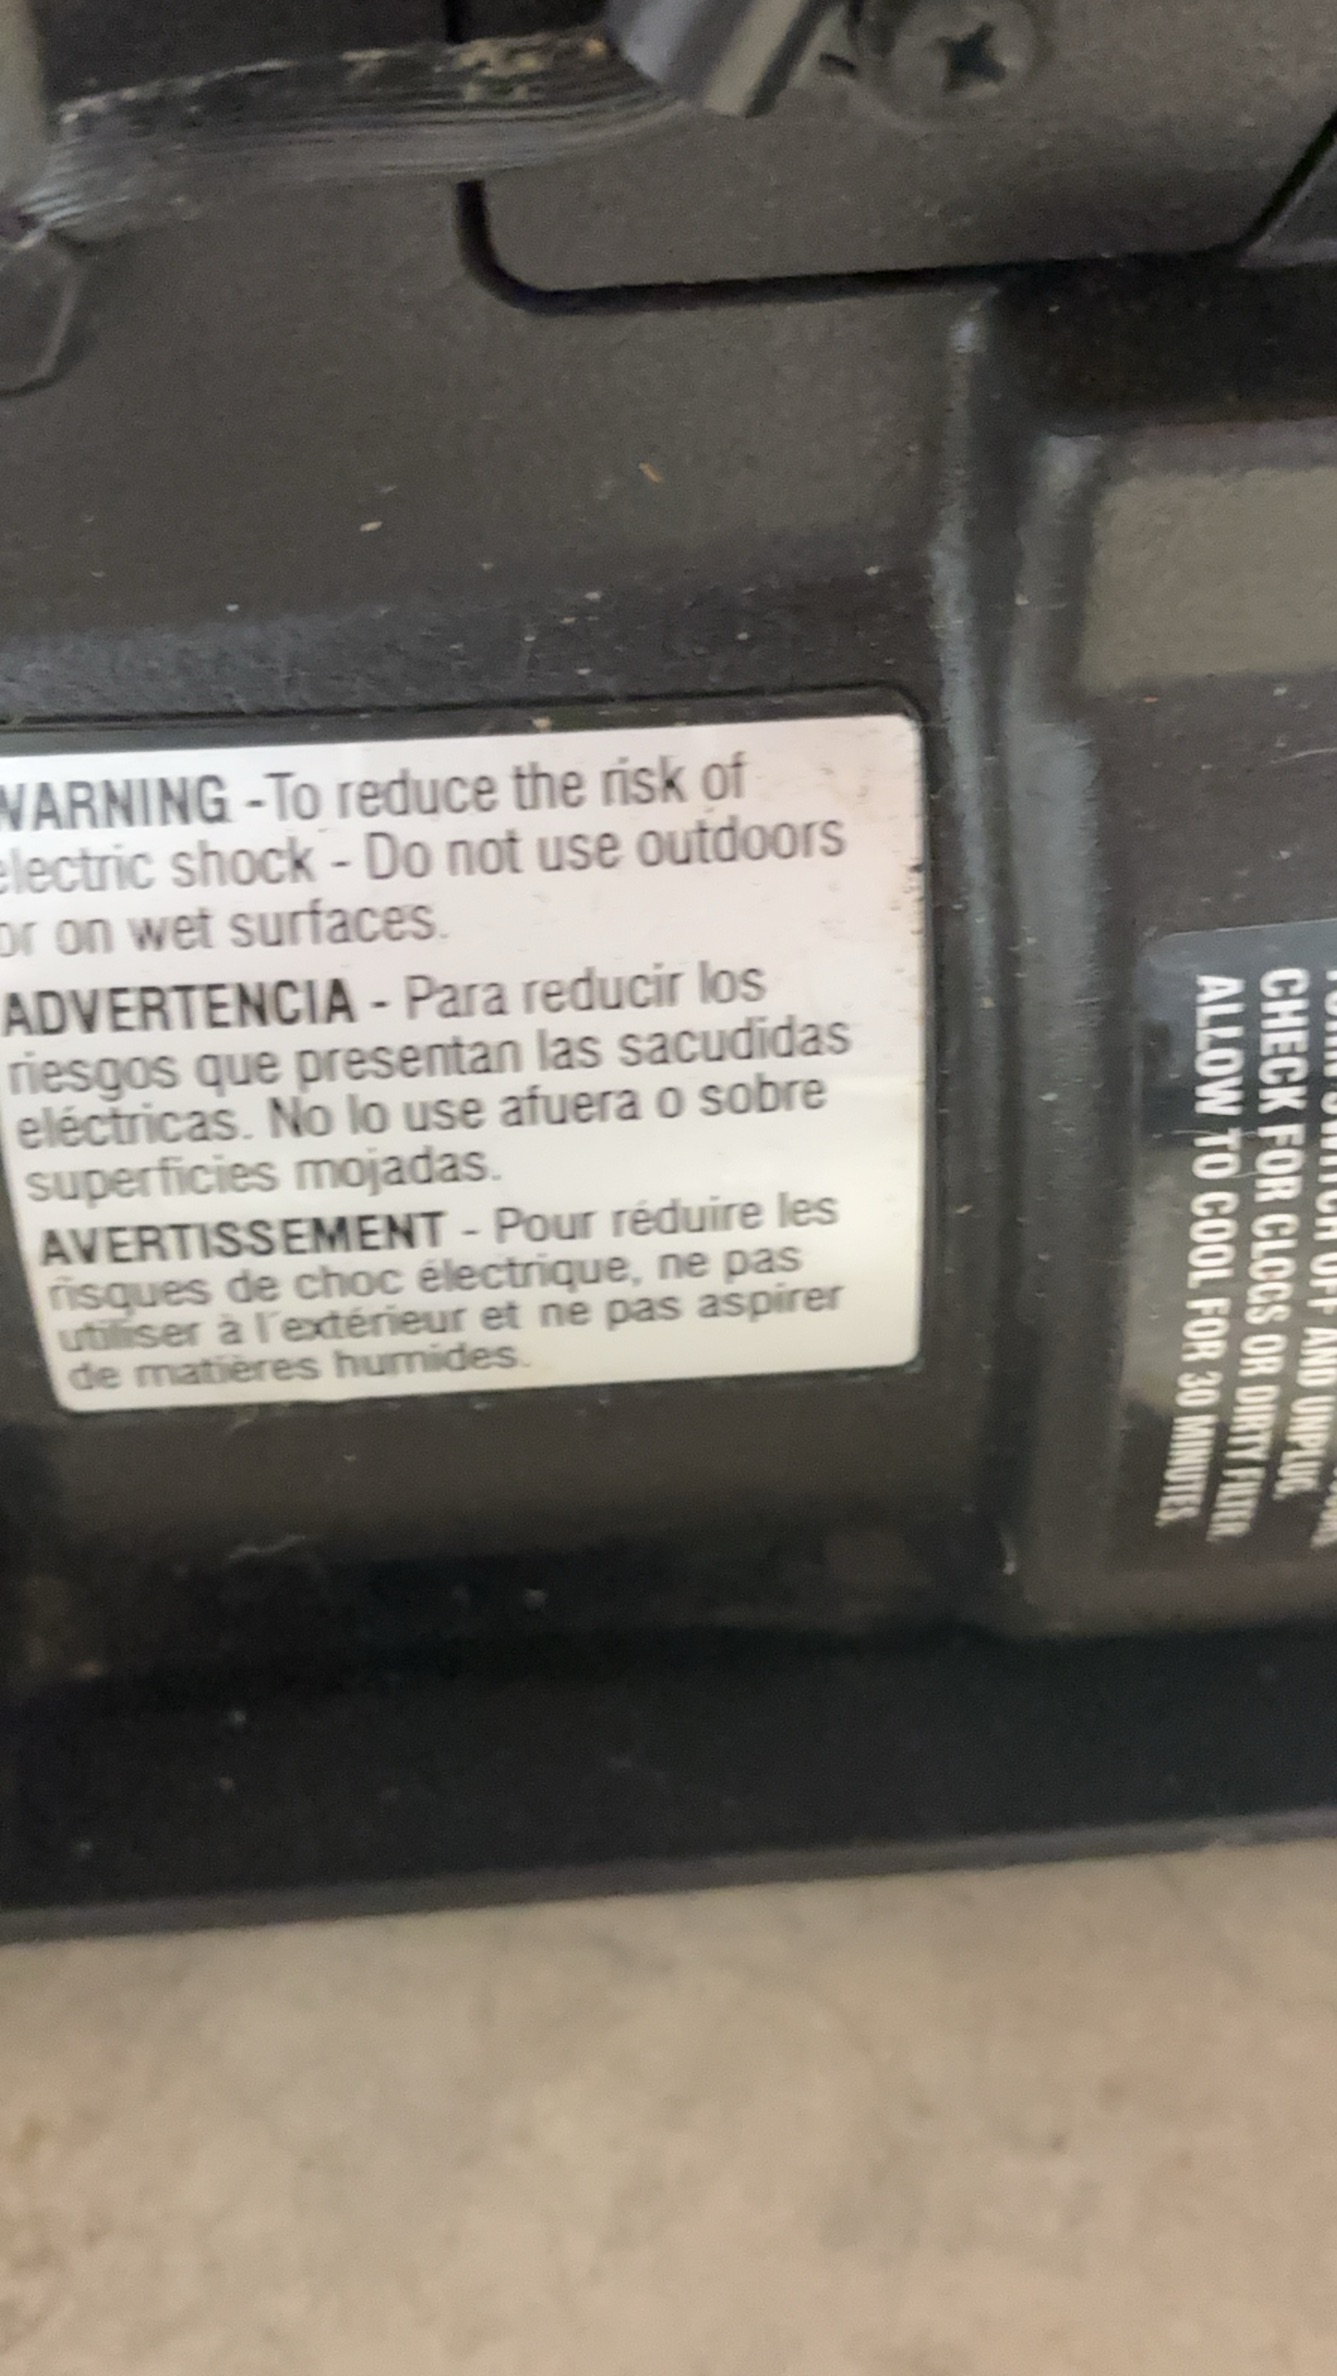 WARNING -To reduce the risk of
electric shock - Do not use outdoors
or on wet surfaces.
ADVERTENCIA - Para reducir los
riesgos que presentan las sacudidas
eléctricas. No lo use afuera o sobre
superficies mojadas.
AVERTISSEMENT - Pour réduire les
risques de choc électrique, ne pas
utiliser à l'extérieur et ne pas aspirer
de matières humides.
TURN SWITCH OFF AND UNPLUG
CHECK FOR CLOGS OR DIRTY FILTER
ALLOW TO COOL FOR 30 MINUTES